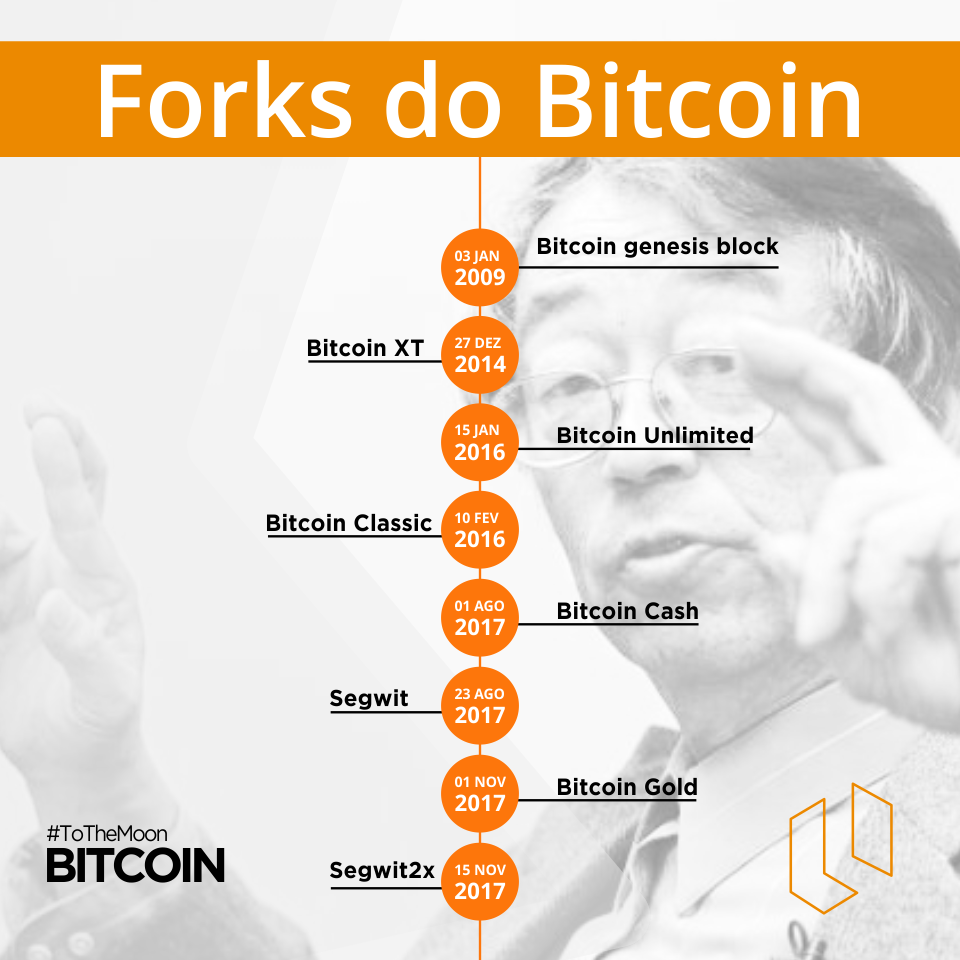 Forks do Bitcoin
03 JAN
2009
Bitcoin genesis block
Bitcoin XT
27 DEZ
2014
15 JAN
2016
Bitcoin Unlimited
Bitcoin Classic
10 FEV
2016
01 AGO
2017
Bitcoin Cash
Segwit
23 AGO
2017
01 NOV
2017
Bitcoin Gold
Segwit2x
15 NOV
2017
#ToTheMoon
BITCOIN